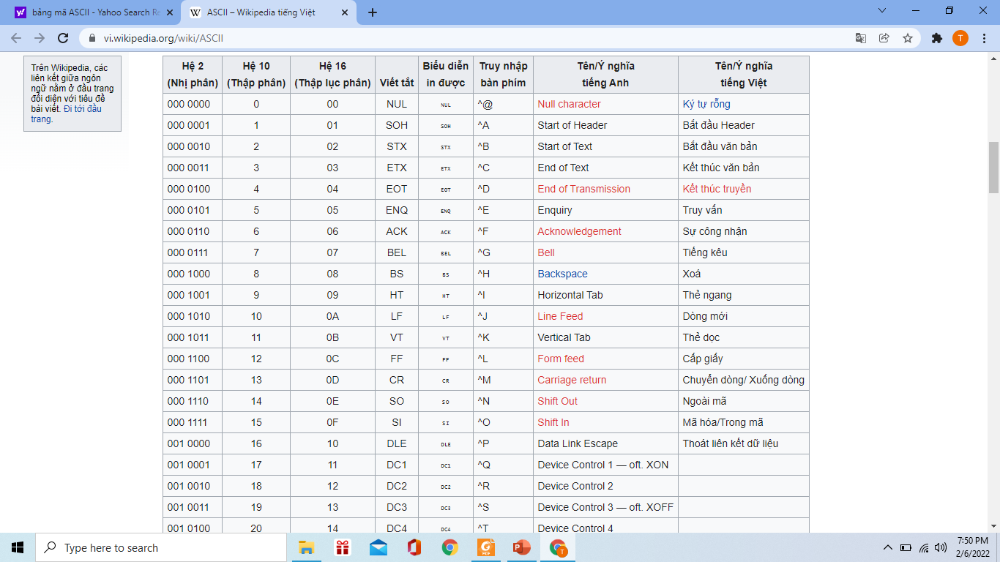 bảng mã ASCII - Yahoo Search Re
ASCII – Wikipedia tiếng Việt
vi.wikipedia.org/wiki/ASCII
T
Trên Wikipedia, các
liên kết giữa ngôn
ngữ nằm ở đầu trang
đối diện với tiêu đề
bài viết. Đi tới đầu
trang.
Hệ 2 (Nhị phân) Hệ 10 (Thập phân) Hệ 16 (Thập lục phân) Viết tắt Biểu diễn in được Truy nhập bàn phím Tên/Ý nghĩa tiếng Anh Tên/Ý nghĩa tiếng Việt
000 0000 0 00 NUL NUL ^@ Null character Ký tự rỗng
000 0001 1 01 SOH SOH ^A Start of Header Bắt đầu Header
000 0010 2 02 STX STX ^B Start of Text Bắt đầu văn bản
000 0011 3 03 ETX ETX ^C End of Text Kết thúc văn bản
000 0100 4 04 EOT EOT ^D End of Transmission Kết thúc truyền
000 0101 5 05 ENQ ENQ ^E Enquiry Truy vấn
000 0110 6 06 ACK ACK ^F Acknowledgement Sự công nhận
000 0111 7 07 BEL BEL ^G Bell Tiếng kêu
000 1000 8 08 BS BS ^H Backspace Xoá
000 1001 9 09 HT HT ^I Horizontal Tab Thẻ ngang
000 1010 10 0A LF LF ^J Line Feed Dòng mới
000 1011 11 0B VT VT ^K Vertical Tab Thẻ dọc
000 1100 12 0C FF FF ^L Form feed Cấp giấy
000 1101 13 0D CR CR ^M Carriage return Chuyển dòng/ Xuống dòng
000 1110 14 0E SO SO ^N Shift Out Ngoài mã
000 1111 15 0F SI SI ^O Shift In Mã hóa/Trong mã
001 0000 16 10 DLE DLE ^P Data Link Escape Thoát liên kết dữ liệu
001 0001 17 11 DC1 DC1 ^Q Device Control 1 — oft. XON
001 0010 18 12 DC2 DC2 ^R Device Control 2
001 0011 19 13 DC3 DC3 ^S Device Control 3 — oft. XOFF
001 0100 20 14 DC4 DC4 ^T Device Control 4
Type here to search
7:50 PM
2/6/2022